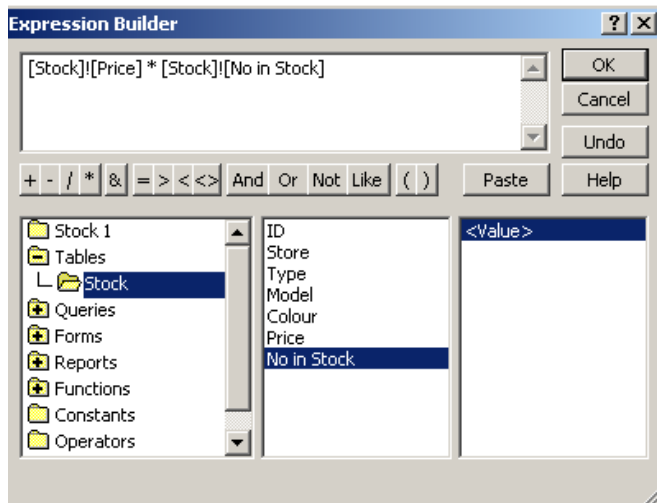 Expression Builder
? X
[Stock]![Price] * [Stock]![No in Stock]
OK
Cancel
Undo
+ - / * & = > < <> And Or Not Like ( ) Paste Help
Stock 1
Tables
Stock
Queries
Forms
Reports
Functions
Constants
Operators
ID
Store
Type
Model
Colour
Price
No in Stock
<Value>